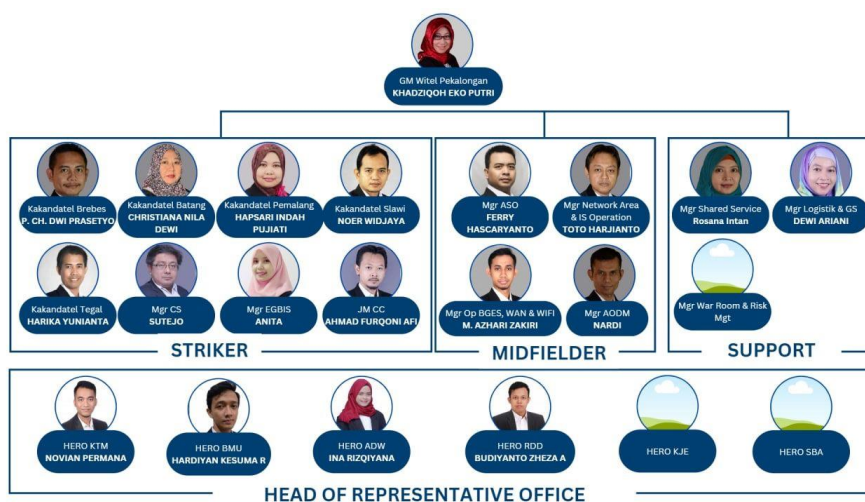 GM Witel Pekalongan
KHADZIQOH EKO PUTRI
Kakandatel Brebes
P. CH. DWI PRASETYO
Kakandatel Batang
CHRISTIANA NILA
DEWI
Kakandatel Pemalang
HAPSARI INDAH
PUJIATI
Kakandatel Slawi
NOER WIDJAYA
Kakandatel Tegal
HARIKA YUNIANTA
Mgr CS
SUTEJO
Mgr EGBIS
ANITA
JM CC
AHMAD FURQONI AFI
STRIKER
Mgr ASO
FERRY
HASCARYANTO
Mgr Network Area
& IS Operation
TOTO HARJIANTO
Mgr Op BGES, WAN & WIFI
M. AZHARI ZAKIRI
Mgr AODM
NARDI
MIDFIELDER
Mgr Shared Service
Rosana Intan
Mgr Logistik & GS
DEWI ARIANI
Mgr War Room & Risk
Mgt
SUPPORT
HERO KTM
NOVIAN PERMANA
HERO BMU
HARDIYAN KESUMA R
HERO ADW
INA RIZQIYANA
HERO RDD
BUDIYANTO ZHEZA A
HERO KJE
HERO SBA
HEAD OF REPRESENTATIVE OFFICE